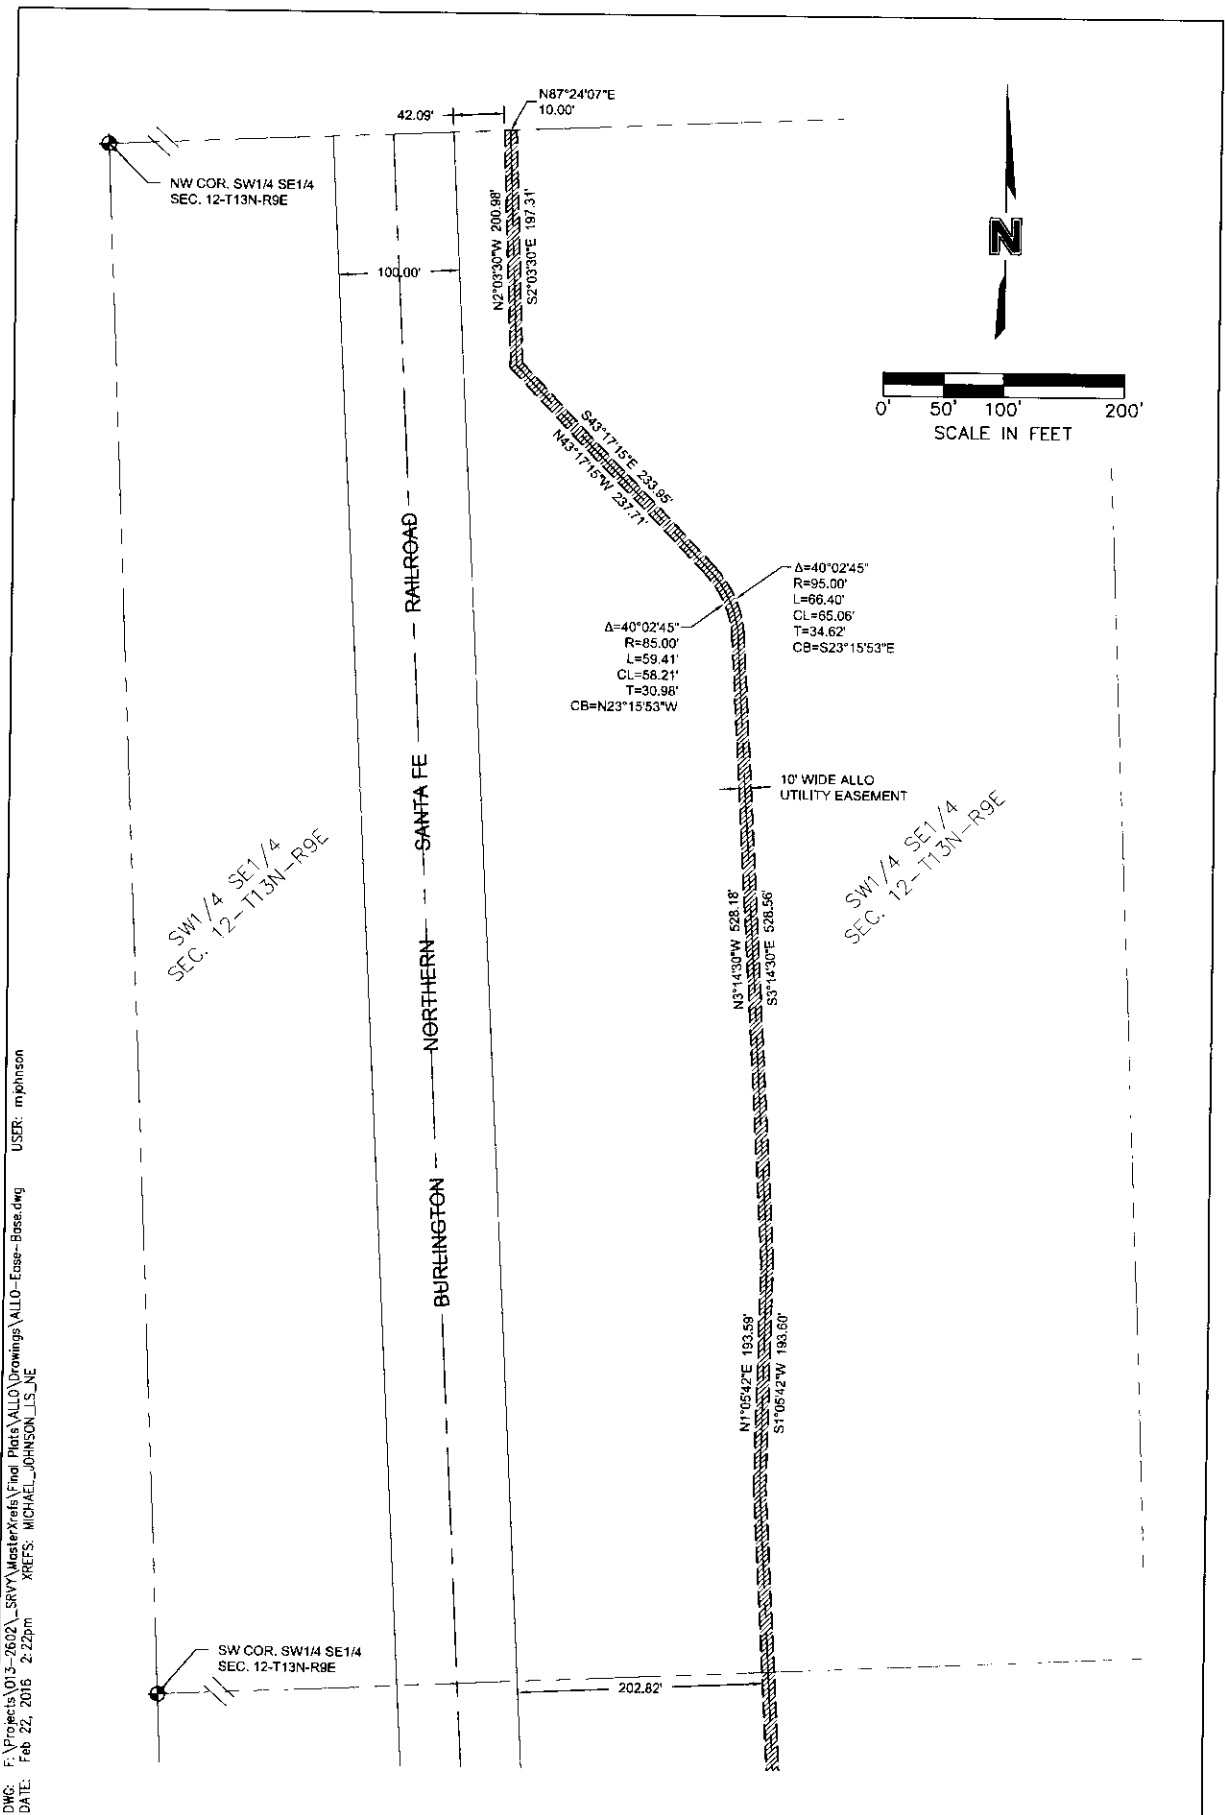 N87°24'07"E
10.00'
42.09'
NW COR. SW1/4 SE1/4
SEC. 12-T13N-R9E
N2°03'30"W 200.98'
S2°03'30"E 197.31'
N
100.00'
0' 50' 100' 200'
SCALE IN FEET
S43°17'15"E 233.95'
N43°17'15"W 237.71'
Δ=40°02'45"
R=95.00'
L=66.40'
CL=65.06'
T=34.62'
CB=S23°15'53"E
Δ=40°02'45"
R=85.00'
L=59.41'
CL=58.21'
T=30.98'
CB=N23°15'53"W
10' WIDE ALLO
UTILITY EASEMENT
SW1/4 SE1/4
SEC. 12-T13N-R9E
SW1/4 SE1/4
SEC. 12-T13N-R9E
BURLINGTON NORTHERN SANTA FE RAILROAD
N3°14'30"W 528.18'
S3°14'30"E 528.56'
N1°05'42"E 193.59'
S1°05'42"W 193.60'
SW COR. SW1/4 SE1/4
SEC. 12-T13N-R9E
202.82'
DWG: F:\Projects\013-2602\_SRVY\MasterXrefs\Final Plats\ALLO\Drawings\ALLO-Ease-Base.dwg USER: mjohnson
DATE: Feb 22, 2016 2:22pm XREFS: MICHAEL_JOHNSON_LS_NE